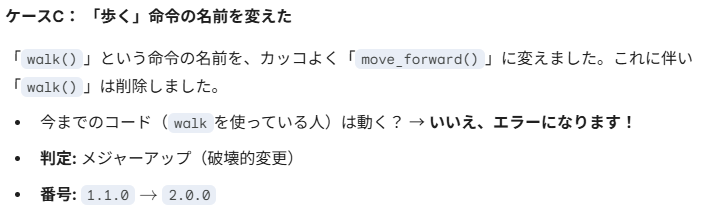 ケースC： 「歩く」命令の名前を変えた
「walk()」という命令の名前を、カッコよく「move_forward()」に変えました。これに伴い
「walk()」は削除しました。
• 今までのコード（walkを使っている人）は動く？ → いいえ、エラーになります！
• 判定: メジャーアップ（破壊的変更）
• 番号: 1.1.0 → 2.0.0